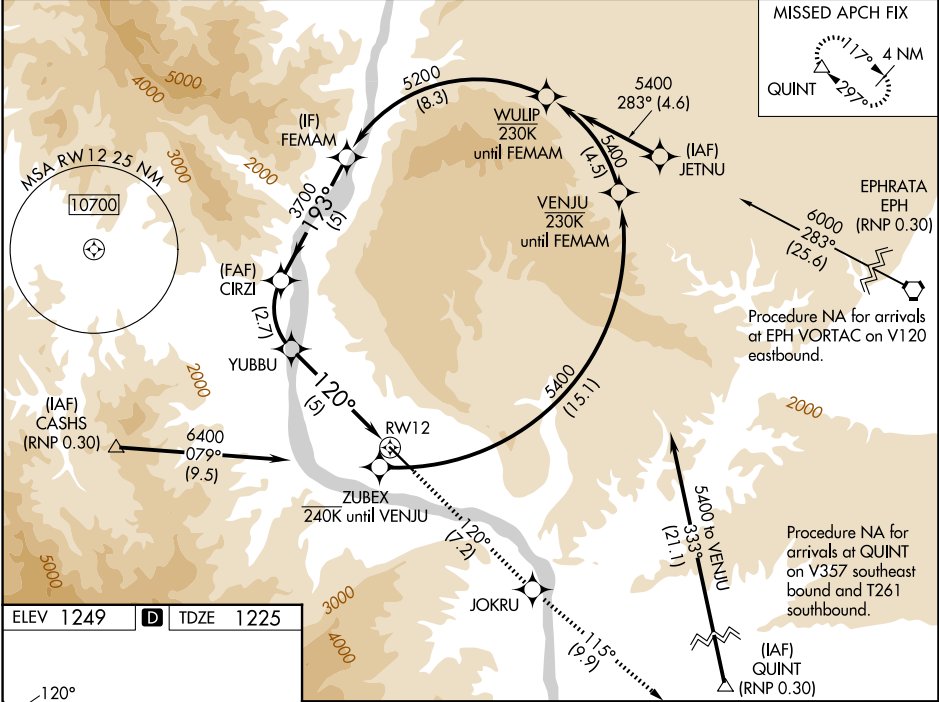 MISSED APCH FIX
117°
4 NM
QUINT
297°
5000
4000
3000
2000
5200
(8.3)
WULIP
230K
until FEMAM
5400
283° (4.6)
(IAF)
JETNU
5400
(4.5)
(IF)
FEMAM
MSA RW12 25 NM
10700
3700
193°
(5)
VENJU
230K
until FEMAM
EPHRATA
EPH
(RNP 0.30)
6000
283°
(25.6)
Procedure NA for arrivals
at EPH VORTAC on V120
eastbound.
(FAF)
CIRZI
(2.7)
YUBBU
120°
(5)
2000
(IAF)
CASHS
(RNP 0.30)
6400
079°
(9.5)
RW12
5400
(15.1)
2000
ZUBEX
240K until VENJU
120°
(7.2)
5400 to VENJU
333°
(21.1)
Procedure NA for
arrivals at QUINT
on V357 southeast
bound and T261
southbound.
5000
3000
4000
JOKRU
115°
(9.9)
(IAF)
QUINT
(RNP 0.30)
ELEV 1249 D TDZE 1225
120°